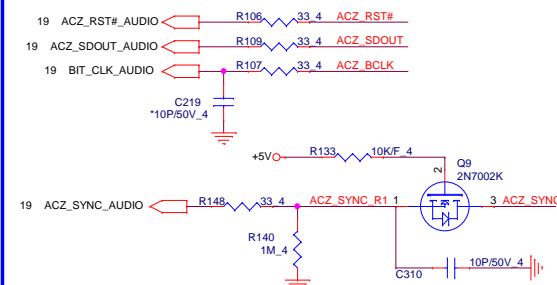 19 ACZ_RST#_AUDIO R106 33_4 ACZ_RST#
19 ACZ_SDOUT_AUDIO R109 33_4 ACZ_SDOUT
19 BIT_CLK_AUDIO R107 33_4 ACZ_BCLK
C219
*10P/50V_4
+5V R133 10K/F_4
Q9
2N7002K
2
19 ACZ_SYNC_AUDIO R148 33_4 ACZ_SYNC_R1 1 3 ACZ_SYNC
R140
1M_4
C310 10P/50V_4